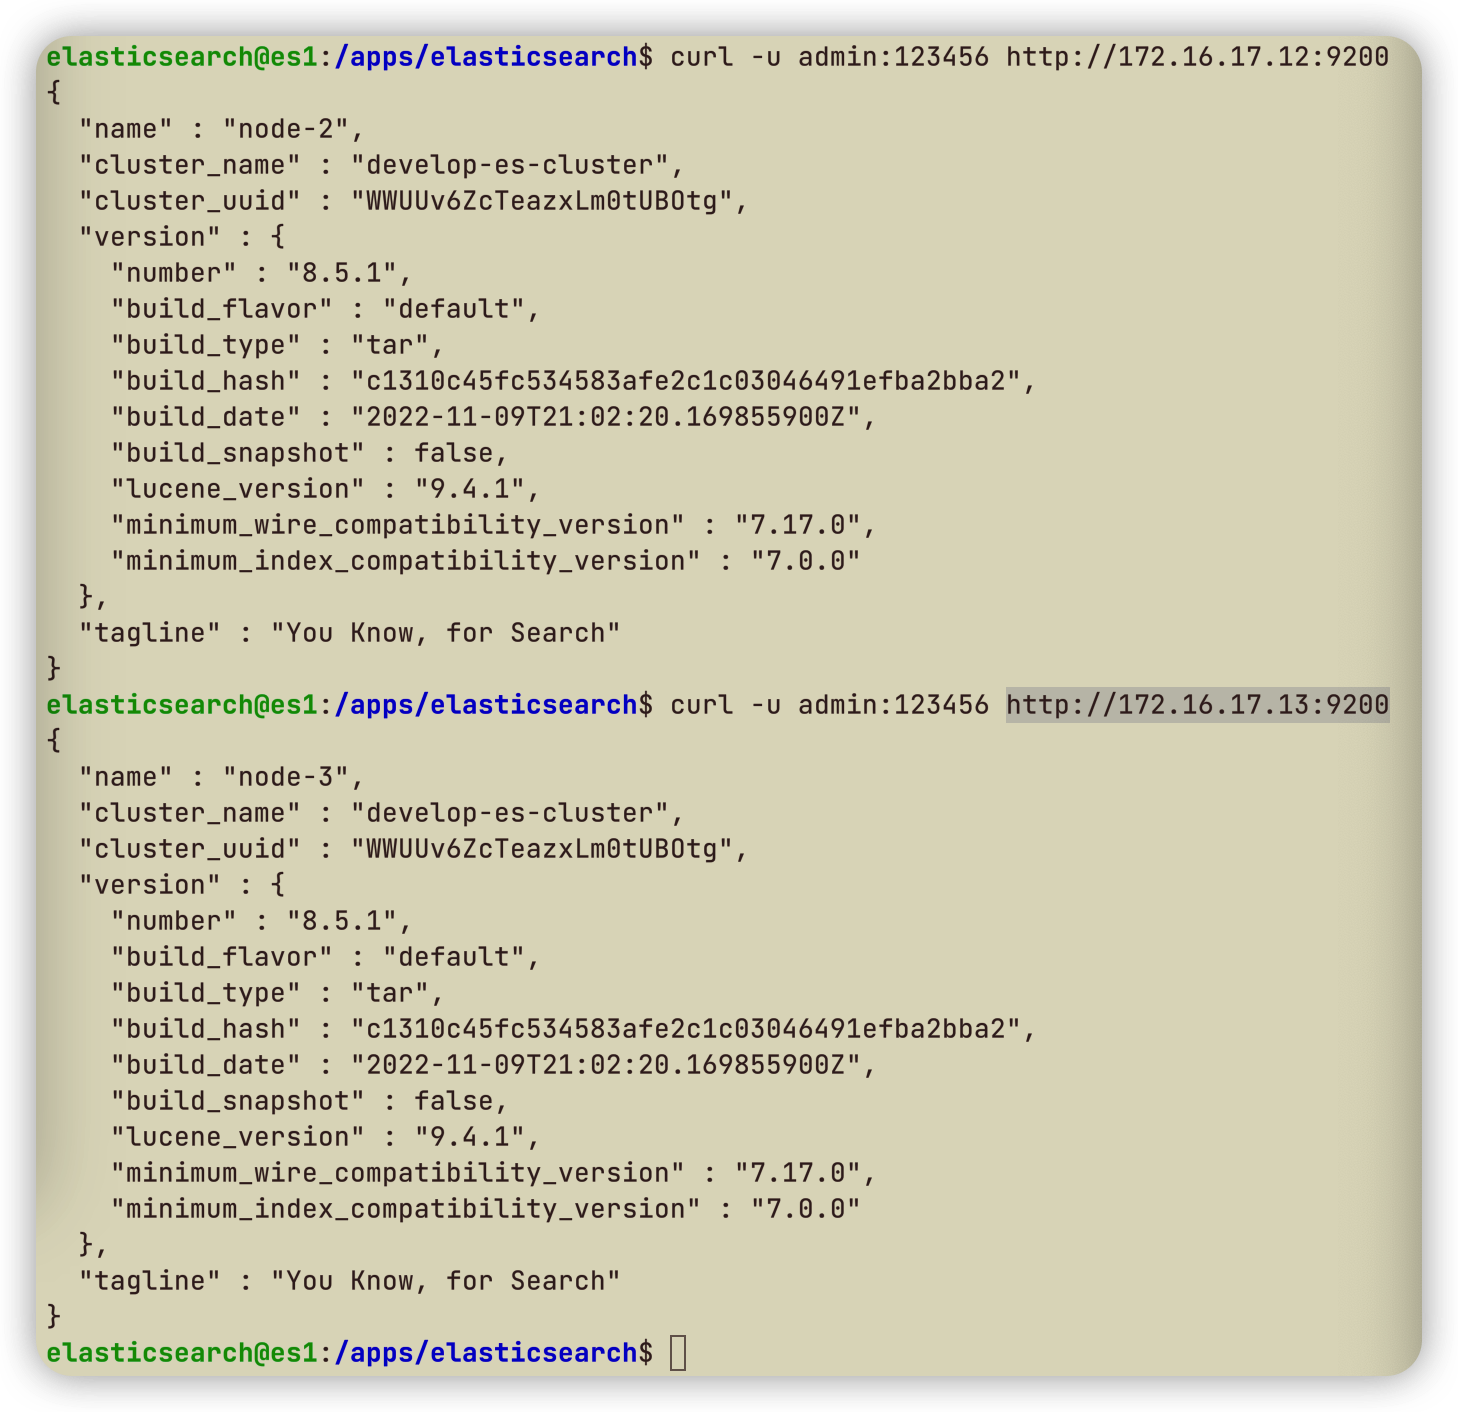 elasticsearch@es1:/apps/elasticsearch$ curl -u admin:123456 http://172.16.17.12:9200
{
  "name" : "node-2",
  "cluster_name" : "develop-es-cluster",
  "cluster_uuid" : "WWUUv6ZcTeazxLm0tUBOtg",
  "version" : {
    "number" : "8.5.1",
    "build_flavor" : "default",
    "build_type" : "tar",
    "build_hash" : "c1310c45fc534583afe2c1c03046491efba2bba2",
    "build_date" : "2022-11-09T21:02:20.169855900Z",
    "build_snapshot" : false,
    "lucene_version" : "9.4.1",
    "minimum_wire_compatibility_version" : "7.17.0",
    "minimum_index_compatibility_version" : "7.0.0"
  },
  "tagline" : "You Know, for Search"
}
elasticsearch@es1:/apps/elasticsearch$ curl -u admin:123456 http://172.16.17.13:9200
{
  "name" : "node-3",
  "cluster_name" : "develop-es-cluster",
  "cluster_uuid" : "WWUUv6ZcTeazxLm0tUBOtg",
  "version" : {
    "number" : "8.5.1",
    "build_flavor" : "default",
    "build_type" : "tar",
    "build_hash" : "c1310c45fc534583afe2c1c03046491efba2bba2",
    "build_date" : "2022-11-09T21:02:20.169855900Z",
    "build_snapshot" : false,
    "lucene_version" : "9.4.1",
    "minimum_wire_compatibility_version" : "7.17.0",
    "minimum_index_compatibility_version" : "7.0.0"
  },
  "tagline" : "You Know, for Search"
}
elasticsearch@es1:/apps/elasticsearch$